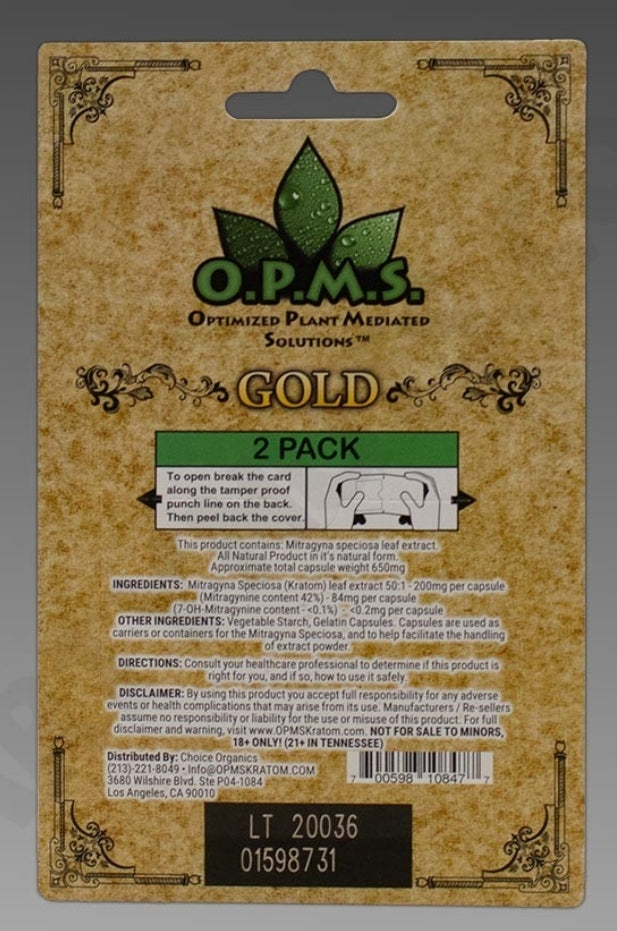 O.P.M.S.
OPTIMIZED PLANT MEDIATED
SOLUTIONS™
GOLD
2 PACK
To open break the card
along the tamper proof
punch line on the back.
Then peel back the cover.
This product contains: Mitragyna speciosa leaf extract.
All Natural Product in it's natural form.
Approximate total capsule weight 650mg
INGREDIENTS: Mitragyna Speciosa (Kratom) leaf extract 50:1 - 200mg per capsule
(Mitragynine content 42%) - 84mg per capsule
(7-OH-Mitragynine content - <0.1%) - <0.2mg per capsule
OTHER INGREDIENTS: Vegetable Starch, Gelatin Capsules. Capsules are used as
carriers or containers for the Mitragyna Speciosa, and to help facilitate the handling
of extract powder.
DIRECTIONS: Consult your healthcare professional to determine if this product is
right for you, and if so, how to use it safely.
DISCLAIMER: By using this product you accept full responsibility for any adverse
events or health complications that may arise from its use. Manufacturers / Re-sellers
assume no responsibility or liability for the use or misuse of this product. For full
disclaimer and warning, visit www.OPMSKratom.com. NOT FOR SALE TO MINORS,
18+ ONLY! (21+ IN TENNESSEE)
Distributed By: Choice Organics
(213)-221-8049 • Info@OPMSKRATOM.COM
3680 Wilshire Blvd. Ste P04-1084
Los Angeles, CA 90010
7 00598 10847 7
LT 20036
01598731